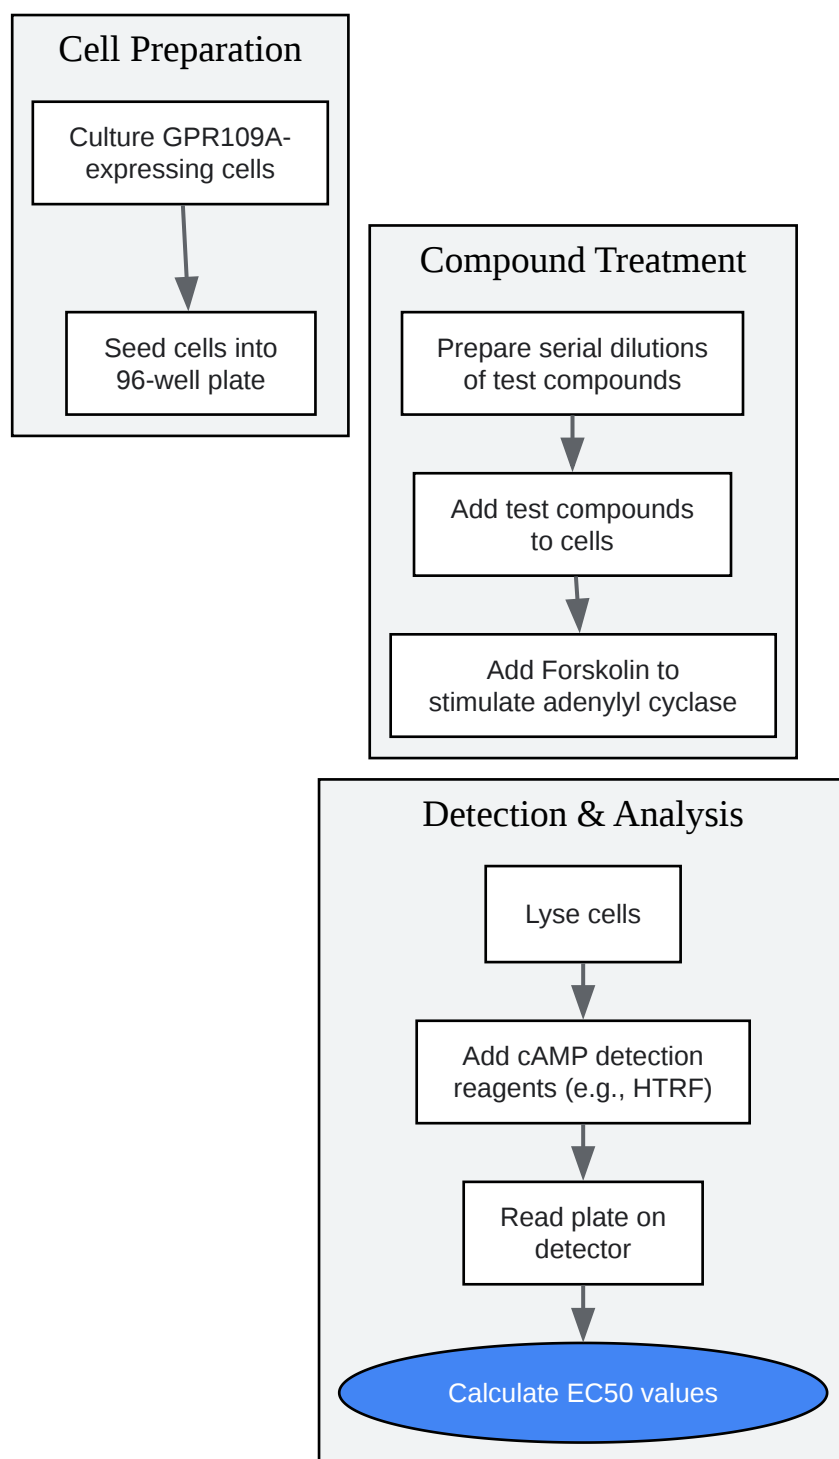 Cell Preparation
Culture GPR109A-
expressing cells
Seed cells into
96-well plate
Compound Treatment
Prepare serial dilutions
of test compounds
Add test compounds
to cells
Add Forskolin to
stimulate adenylyl cyclase
Detection & Analysis
Lyse cells
Add cAMP detection
reagents (e.g., HTRF)
Read plate on
detector
Calculate EC50 values